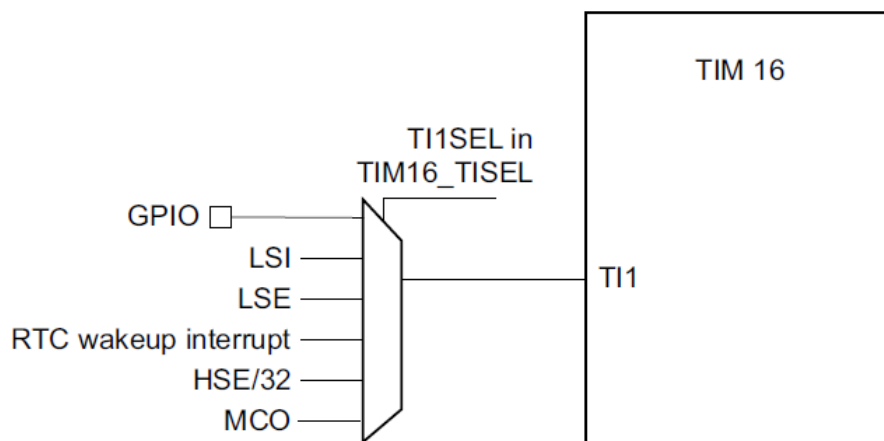 TIM 16
TI1SEL in
TIM16_TISEL
GPIO
LSI
LSE
TI1
RTC wakeup interrupt
HSE/32
MCO